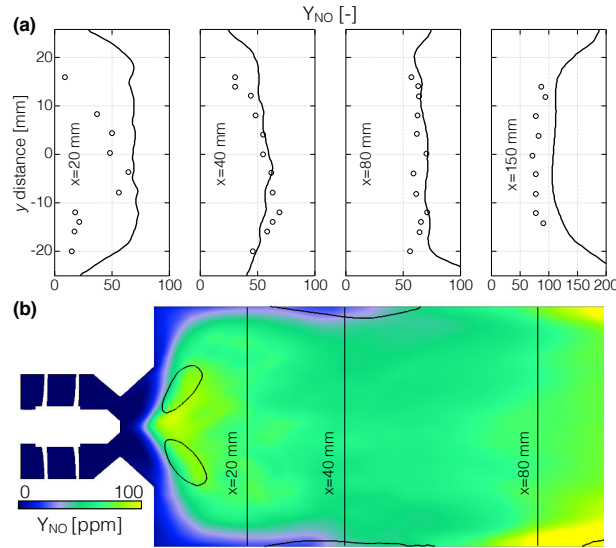 Y_NO [-]
(a)
20
10
0
-10
-20
y distance [mm]
x=20 mm
x=40 mm
x=80 mm
x=150 mm
0 50 100
0 50 100
0 50 100
0 50 100 150 200
(b)
x=20 mm
x=40 mm
x=80 mm
0 100
Y_NO [ppm]